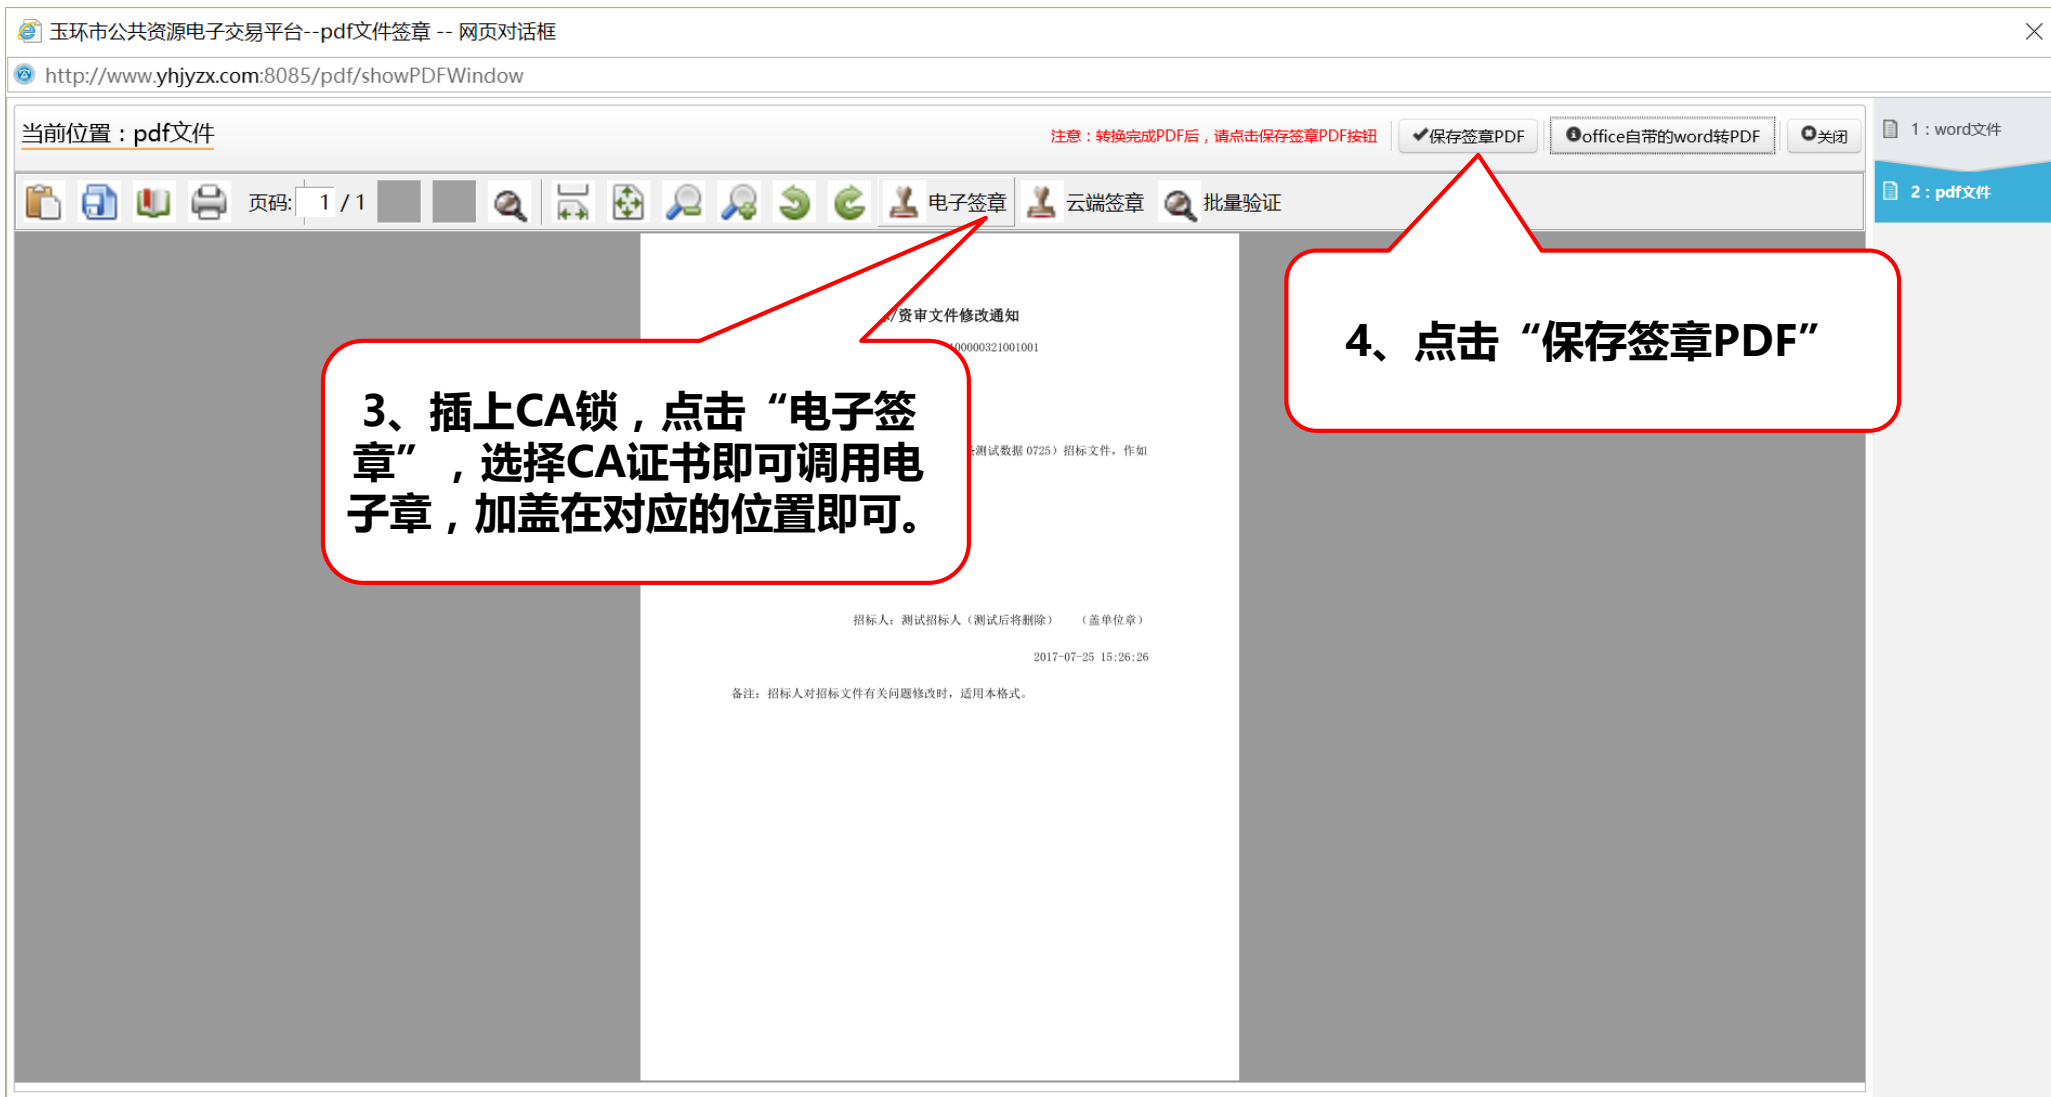 玉环市公共资源电子交易平台--pdf文件签章 -- 网页对话框
http://www.yhjyzx.com:8085/pdf/showPDFWindow
当前位置：pdf文件
注意：转换完成PDF后，请点击保存签章PDF按钮
保存签章PDF
office自带的word转PDF
关闭
1：word文件
2：pdf文件
页码: 1 / 1
电子签章
云端签章
批量验证
/资审文件修改通知
00000321001001
测试数据 0725）招标文件，作如
3、插上CA锁，点击“电子签
章”，选择CA证书即可调用电
子章，加盖在对应的位置即可。
4、点击“保存签章PDF”
招标人：测试招标人（测试后将删除） （盖单位章）
2017-07-25 15:26:26
备注：招标人对招标文件有关问题修改时，适用本格式。